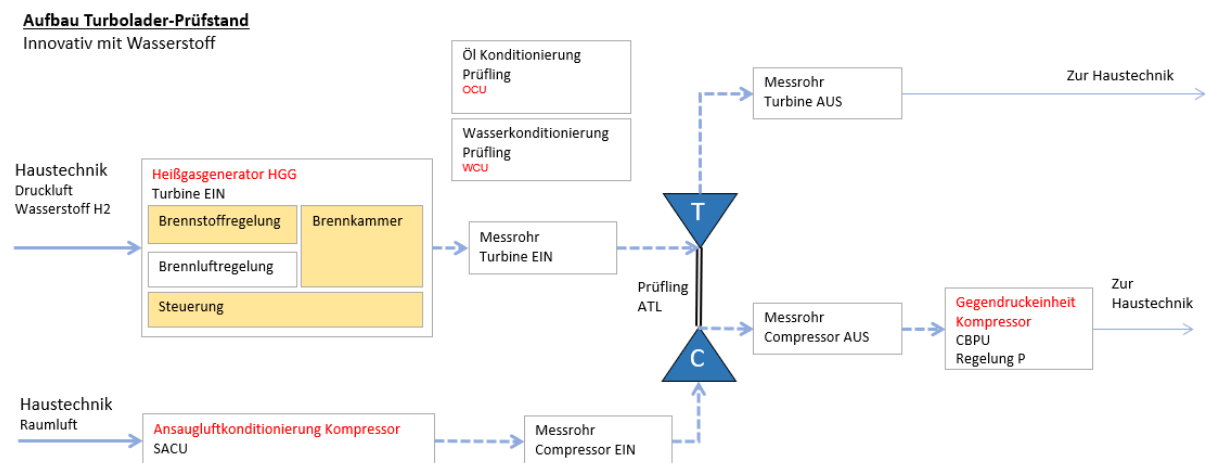 Aufbau Turbolader-Prüfstand
Innovativ mit Wasserstoff
Öl Konditionierung
Prüfling
OCU
Wasserkonditionierung
Prüfling
WCU
Messrohr
Turbine AUS
Zur Haustechnik
Haustechnik
Druckluft
Wasserstoff H2
Heißgasgenerator HGG
Turbine EIN
Brennstoffregelung
Brennkammer
Brennluftregelung
Steuerung
Messrohr
Turbine EIN
T
Prüfling
ATL
C
Messrohr
Compressor AUS
Gegendruckeinheit
Kompressor
CBPU
Regelung P
Zur
Haustechnik
Haustechnik
Raumluft
Ansaugluftkonditionierung Kompressor
SACU
Messrohr
Compressor EIN